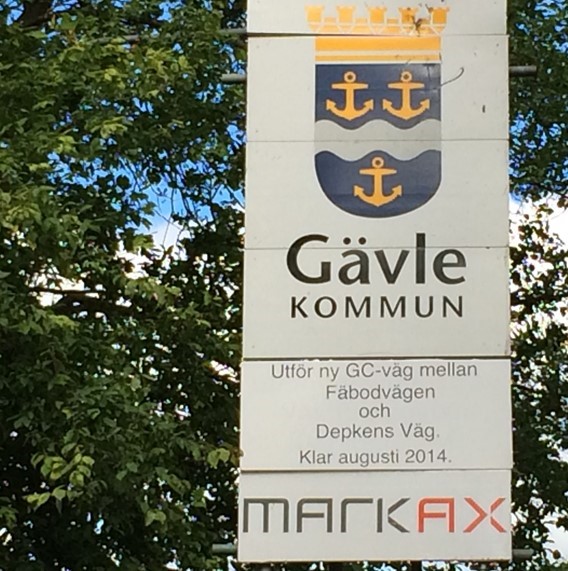 Gävle
KOMMUN
Utför ny GC-väg mellan
Fäbodvägen
och
Depkens Väg.
Klar augusti 2014.
MARKAX